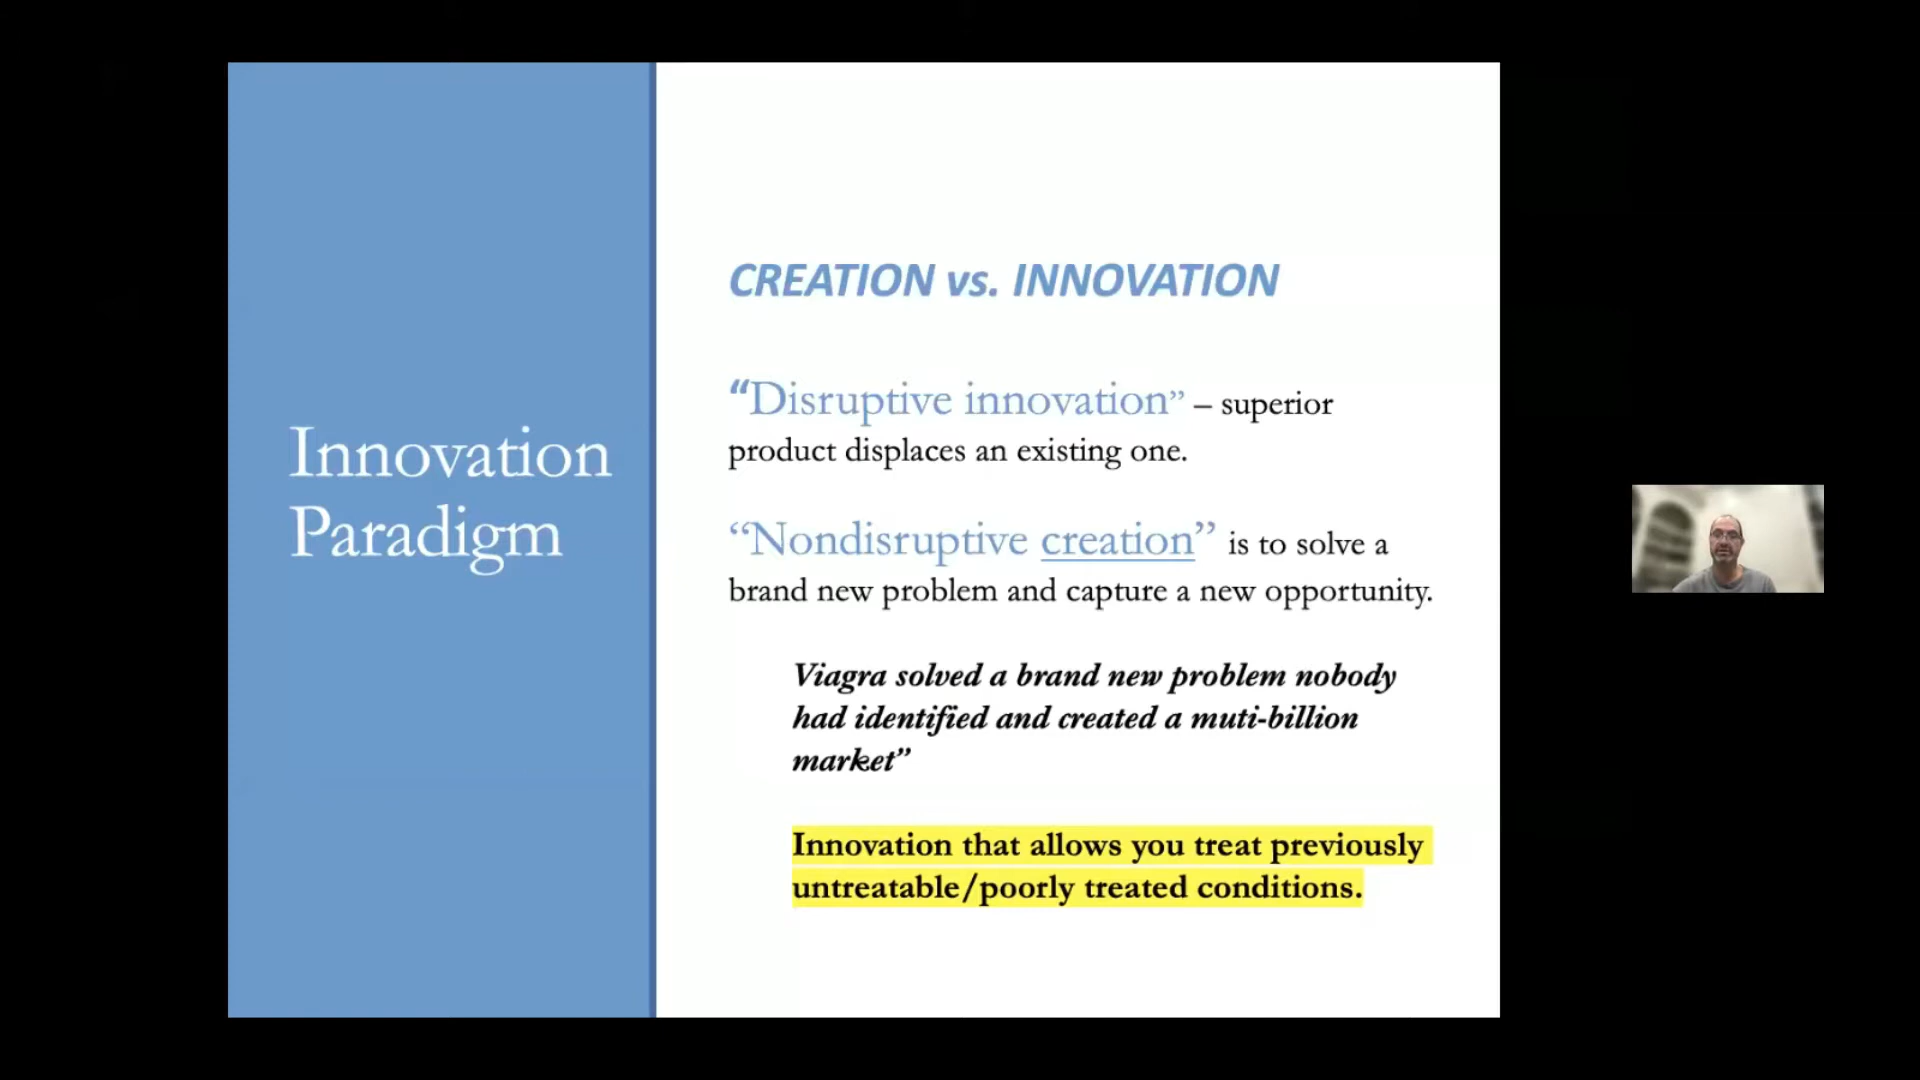 Innovation
Paradigm
CREATION vs. INNOVATION
“Disruptive innovation” – superior
product displaces an existing one.
“Nondisruptive creation” is to solve a
brand new problem and capture a new opportunity.
Viagra solved a brand new problem nobody
had identified and created a muti-billion
market”
Innovation that allows you treat previously
untreatable/poorly treated conditions.